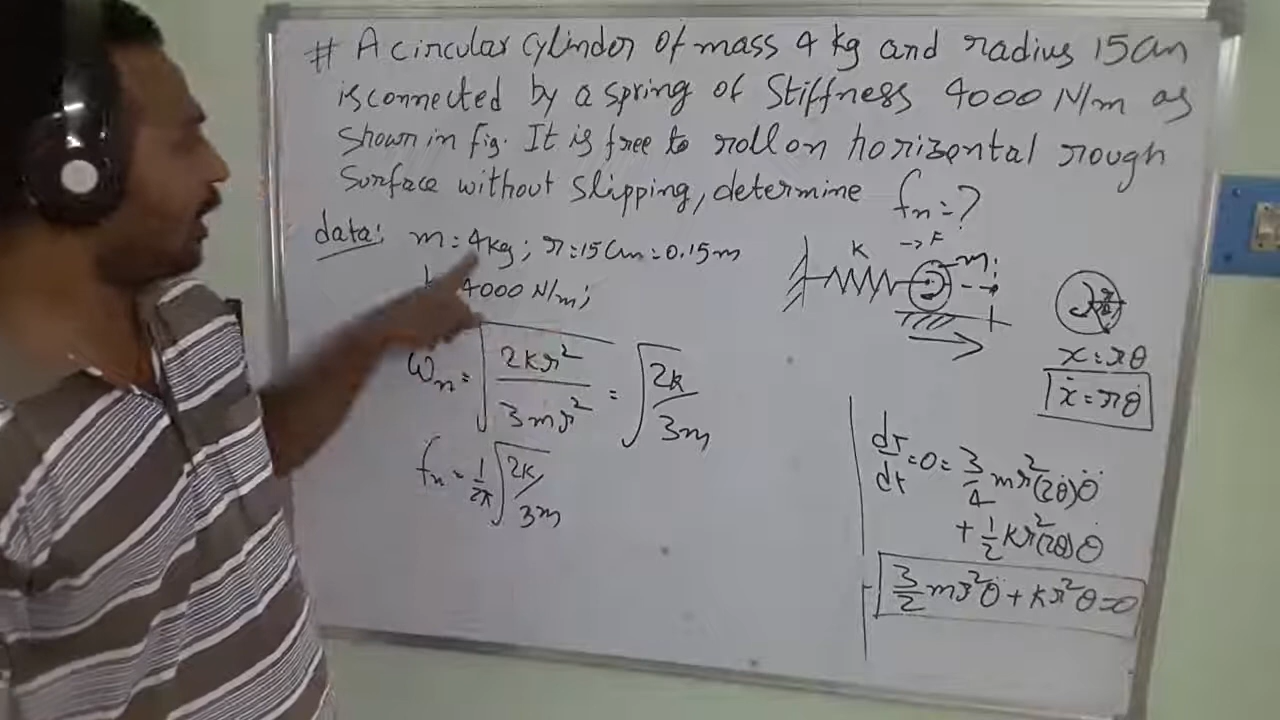 # A circular cylinder of mass 4 kg and radius 15cm
is connected by a spring of Stiffness 4000 N/m as
shown in fig. It is free to roll on horizontal rough
Surface without slipping, determine fn = ?
data: m = 4kg; r = 15cm = 0.15m
4000 N/m;
K → F m
x = rθ
ẋ = rθ̇
ωn = √(2kr²/3mr²) = √(2k/3m)
fn = 1/2π √(2k/3m)
dT/dt = 0 = 3/4 mr²(2θ̇)θ̈
+ 1/2 kr²(2θ)θ̇
3/2 mr²θ̈ + kr²θ = 0